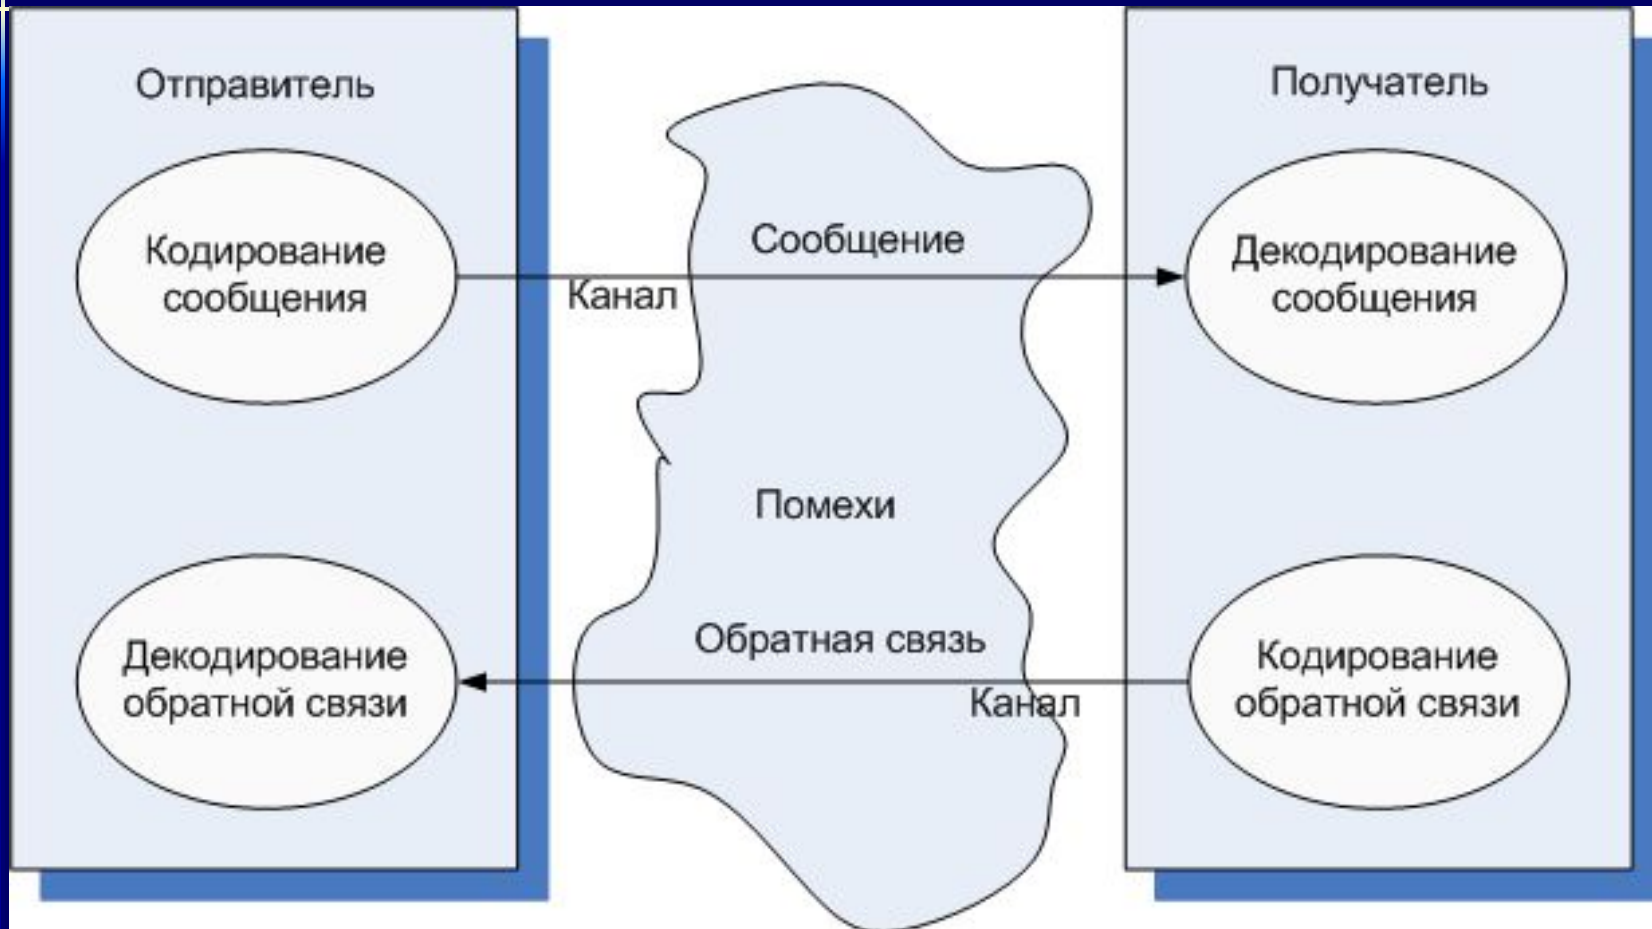 Отправитель
Получатель
Кодирование
сообщения
Сообщение
Канал
Декодирование
сообщения
Помехи
Декодирование
обратной связи
Обратная связь
Канал
Кодирование
обратной связи